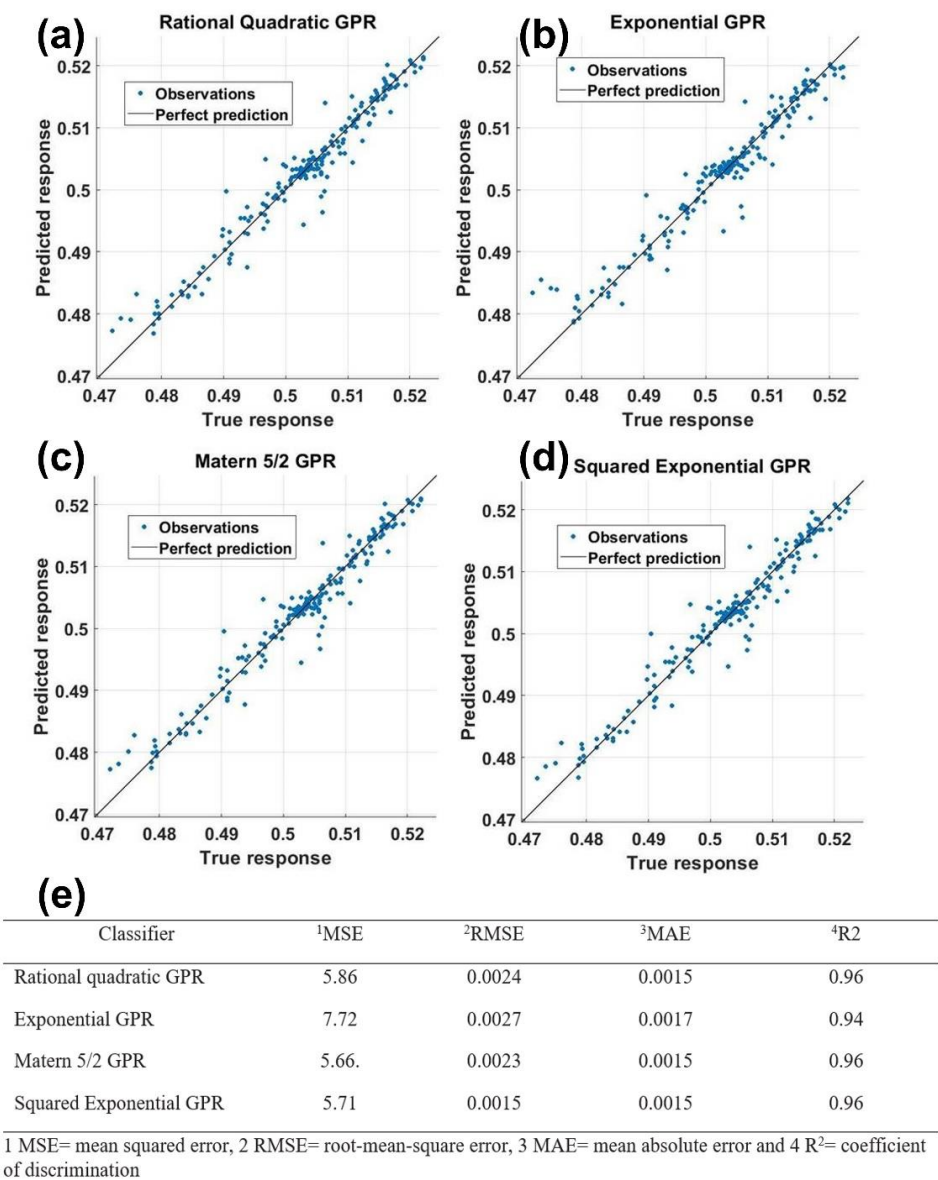 (a)
Rational Quadratic GPR
0.52
0.51
0.5
0.49
0.48
0.47
Predicted response
Observations
Perfect prediction
0.47 0.48 0.49 0.5 0.51 0.52
True response
(b)
Exponential GPR
0.52
0.51
0.5
0.49
0.48
0.47
Predicted response
Observations
Perfect prediction
0.47 0.48 0.49 0.5 0.51 0.52
True response
(c)
Matern 5/2 GPR
0.52
0.51
0.5
0.49
0.48
0.47
Predicted response
Observations
Perfect prediction
0.47 0.48 0.49 0.5 0.51 0.52
True response
(d)
Squared Exponential GPR
0.52
0.51
0.5
0.49
0.48
0.47
Predicted response
Observations
Perfect prediction
0.47 0.48 0.49 0.5 0.51 0.52
True response
(e)
Classifier ¹MSE ²RMSE ³MAE ⁴R2
Rational quadratic GPR 5.86 0.0024 0.0015 0.96
Exponential GPR 7.72 0.0027 0.0017 0.94
Matern 5/2 GPR 5.66. 0.0023 0.0015 0.96
Squared Exponential GPR 5.71 0.0015 0.0015 0.96
1 MSE= mean squared error, 2 RMSE= root-mean-square error, 3 MAE= mean absolute error and 4 R²= coefficient
of discrimination